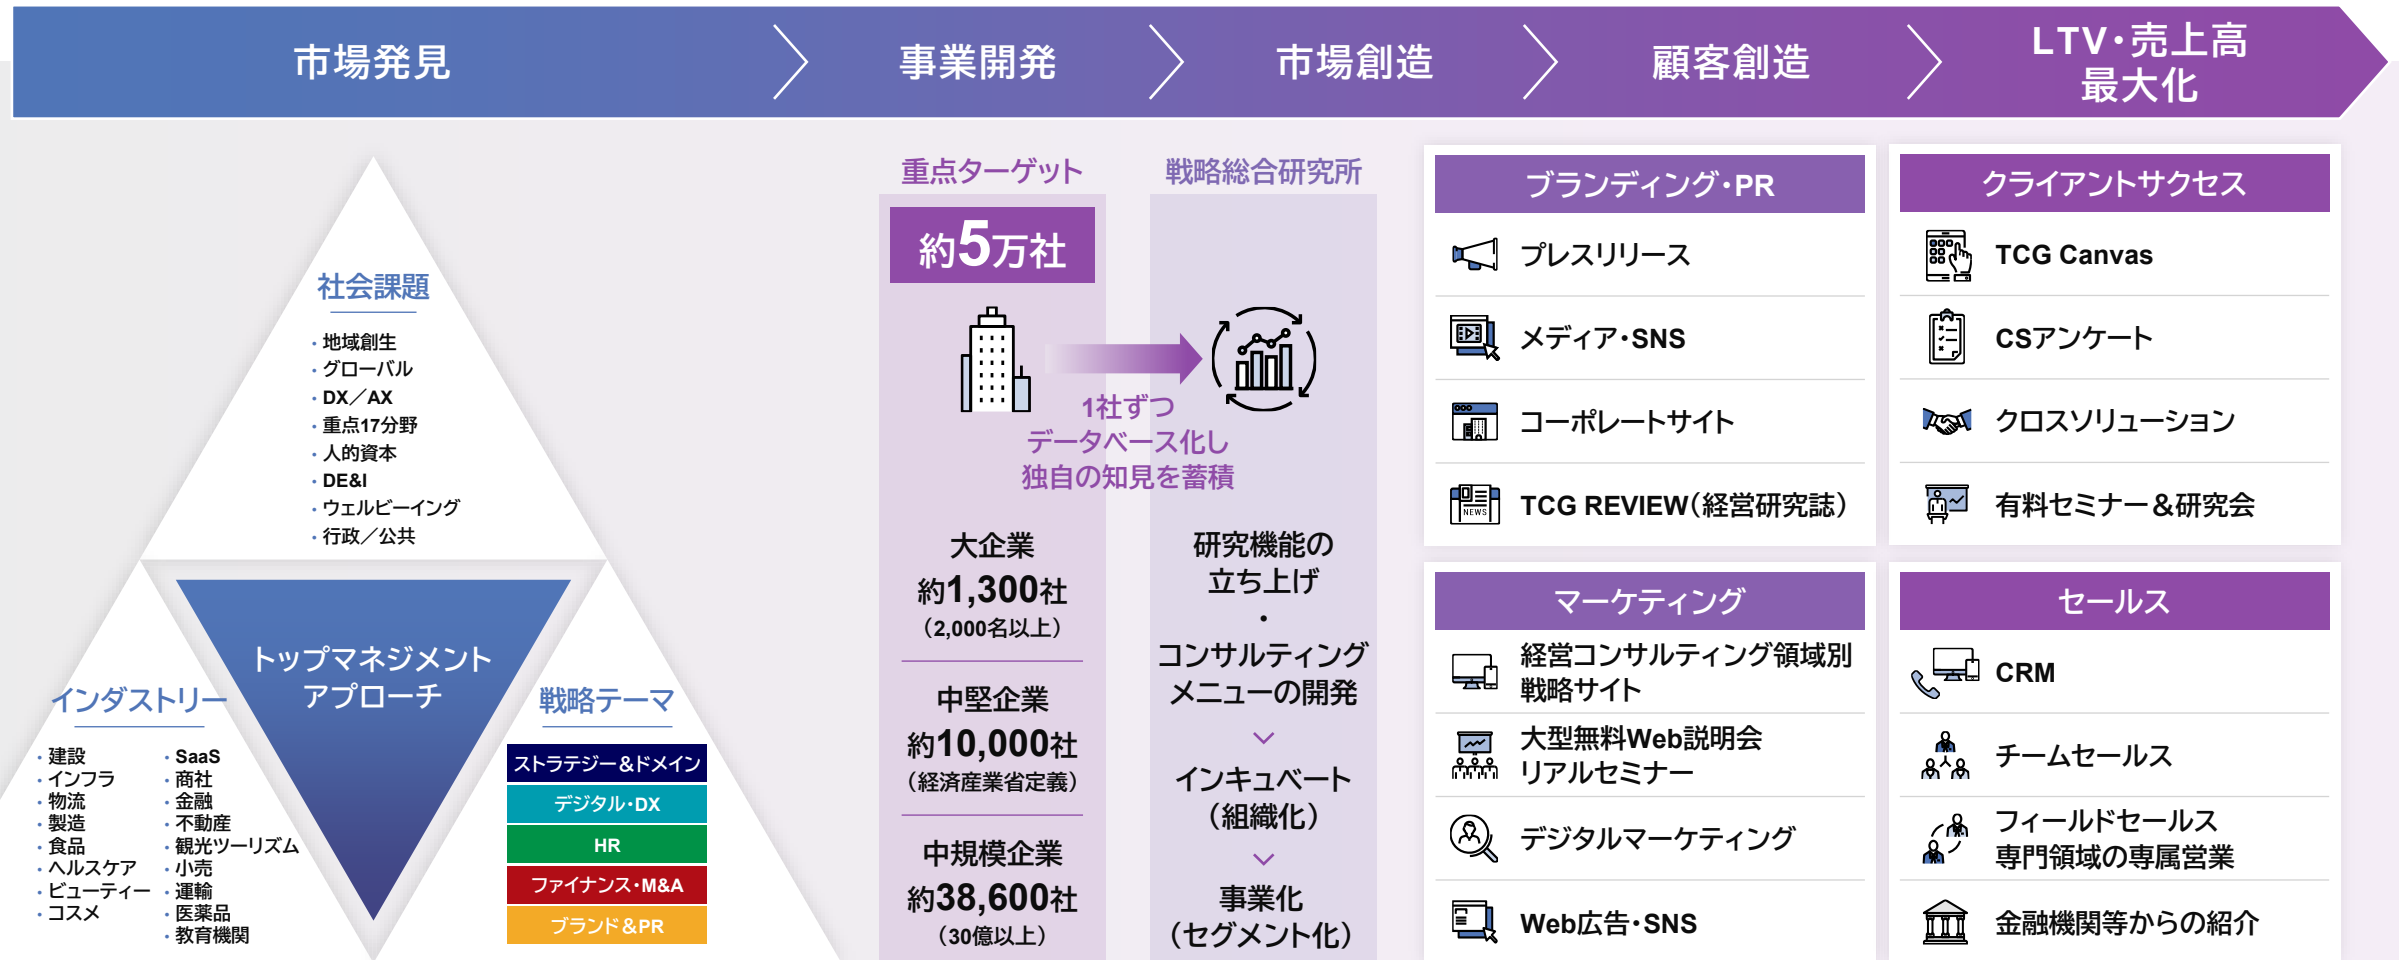 市場発見
事業開発
市場創造
顧客創造
LTV・売上高
最大化
社会課題
・地域創生
・グローバル
・DX／AX
・重点17分野
・人的資本
・DE&I
・ウェルビーイング
・行政／公共
トップマネジメント
アプローチ
インダストリー
・建設
・インフラ
・物流
・製造
・食品
・ヘルスケア
・ビューティー
・コスメ
・SaaS
・商社
・金融
・不動産
・観光ツーリズム
・小売
・運輸
・医薬品
・教育機関
戦略テーマ
ストラテジー＆ドメイン
デジタル・DX
HR
ファイナンス・M&A
ブランド＆PR
重点ターゲット
約5万社
1社ずつ
データベース化し
独自の知見を蓄積
大企業
約1,300社
（2,000名以上）
中堅企業
約10,000社
（経済産業省定義）
中規模企業
約38,600社
（30億以上）
戦略総合研究所
研究機能の
立ち上げ
・
コンサルティング
メニューの開発
インキュベート
（組織化）
事業化
（セグメント化）
ブランディング・PR
プレスリリース
メディア・SNS
コーポレートサイト
NEWS
TCG REVIEW（経営研究誌）
マーケティング
経営コンサルティング領域別
戦略サイト
大型無料Web説明会
リアルセミナー
デジタルマーケティング
Web広告・SNS
クライアントサクセス
TCG Canvas
CSアンケート
クロスソリューション
有料セミナー＆研究会
セールス
CRM
チームセールス
フィールドセールス
専門領域の専属営業
金融機関等からの紹介